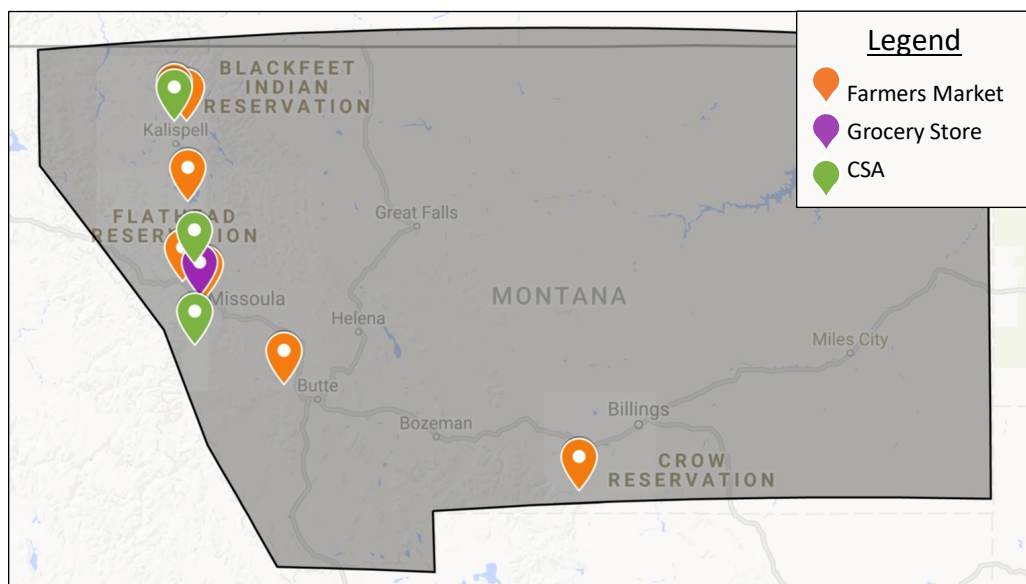 Legend
Farmers Market
Grocery Store
CSA
BLACKFEET
INDIAN
RESERVATION
Kalispell
FLATHEAD
RESERVATION
Great Falls
Missoula
MONTANA
Helena
Miles City
Butte
Billings
Bozeman
CROW
RESERVATION